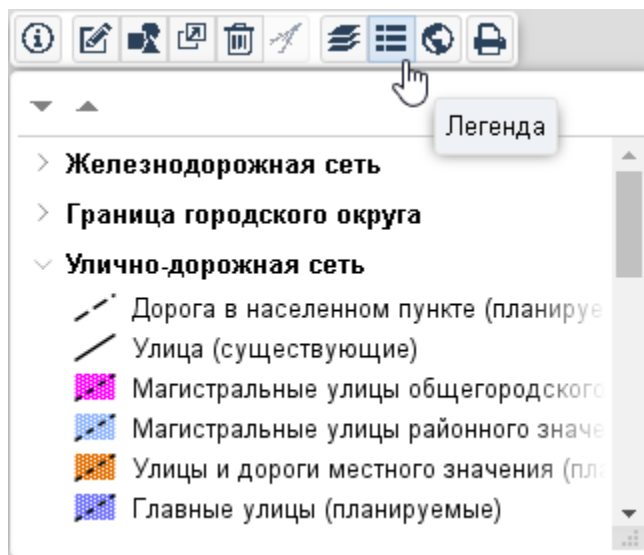 Легенда
Железнодорожная сеть
Граница городского округа
Улично-дорожная сеть
Дорога в населенном пункте (планируе
Улица (существующие)
Магистральные улицы общегородского
Магистральные улицы районного значе
Улицы и дороги местного значения (пла
Главные улицы (планируемые)